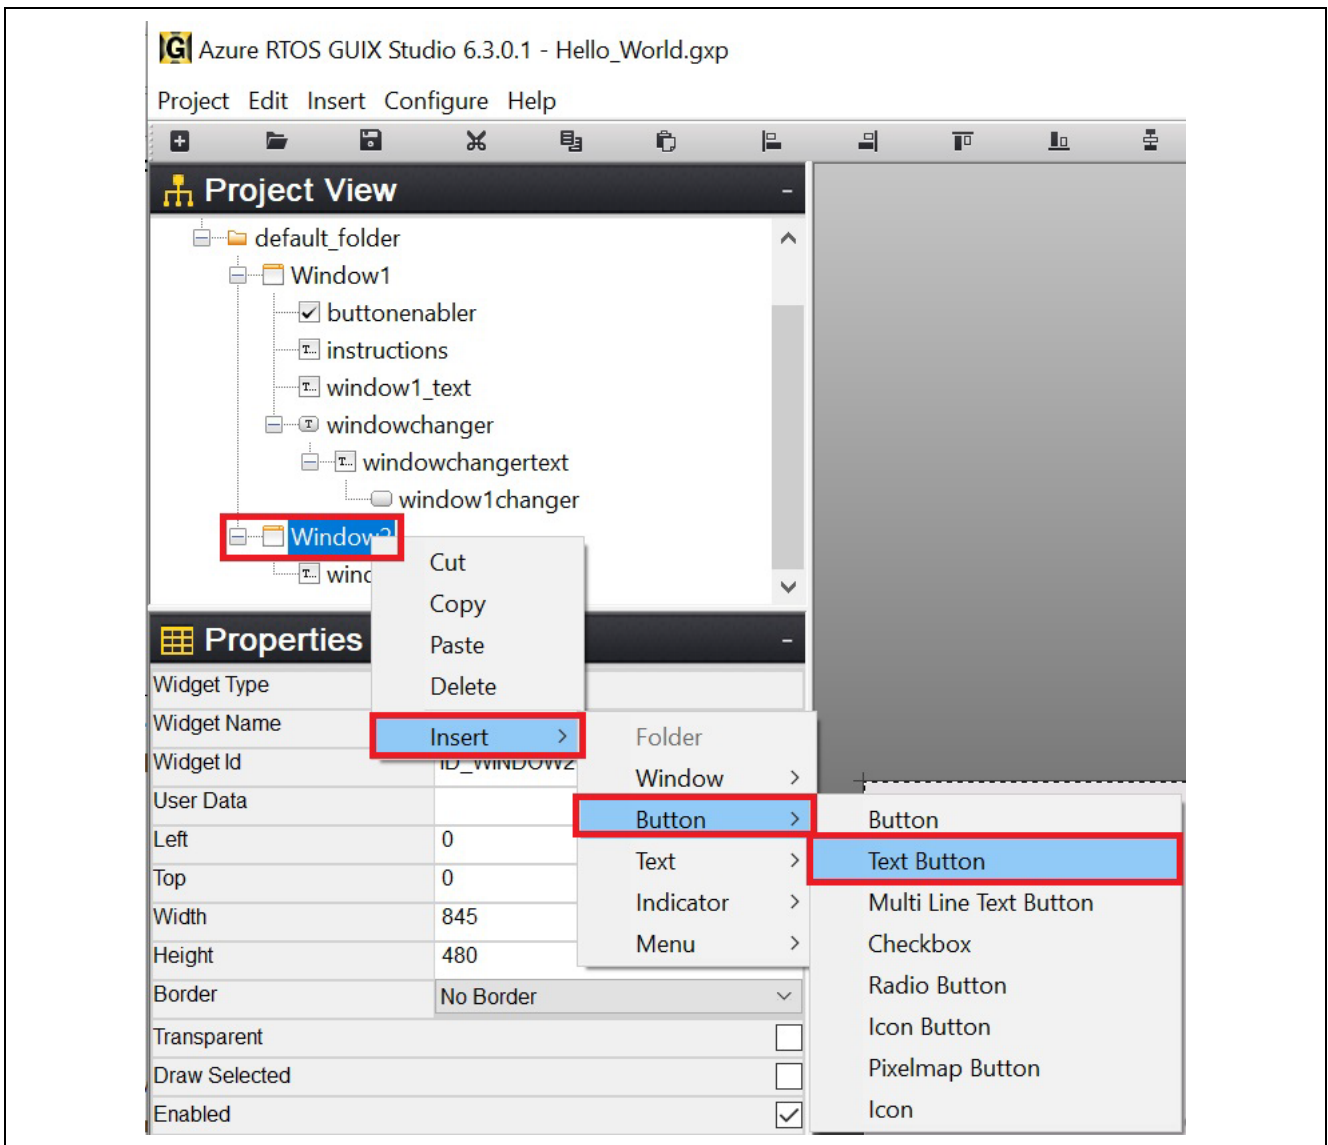 Azure RTOS GUIX Studio 6.3.0.1 - Hello_World.gxp
Project Edit Insert Configure Help
Project View
default_folder
Window1
buttonenabler
instructions
window1_text
windowchanger
windowchangertext
window1changer
Window2
Cut
Copy
Paste
Delete
Insert
Folder
Window
Button
Text
Indicator
Menu
Button
Text Button
Multi Line Text Button
Checkbox
Radio Button
Icon Button
Pixelmap Button
Icon
Properties
Widget Type
Widget Name
Widget Id ID_WINDOW2
User Data
Left 0
Top 0
Width 845
Height 480
Border No Border
Transparent
Draw Selected
Enabled